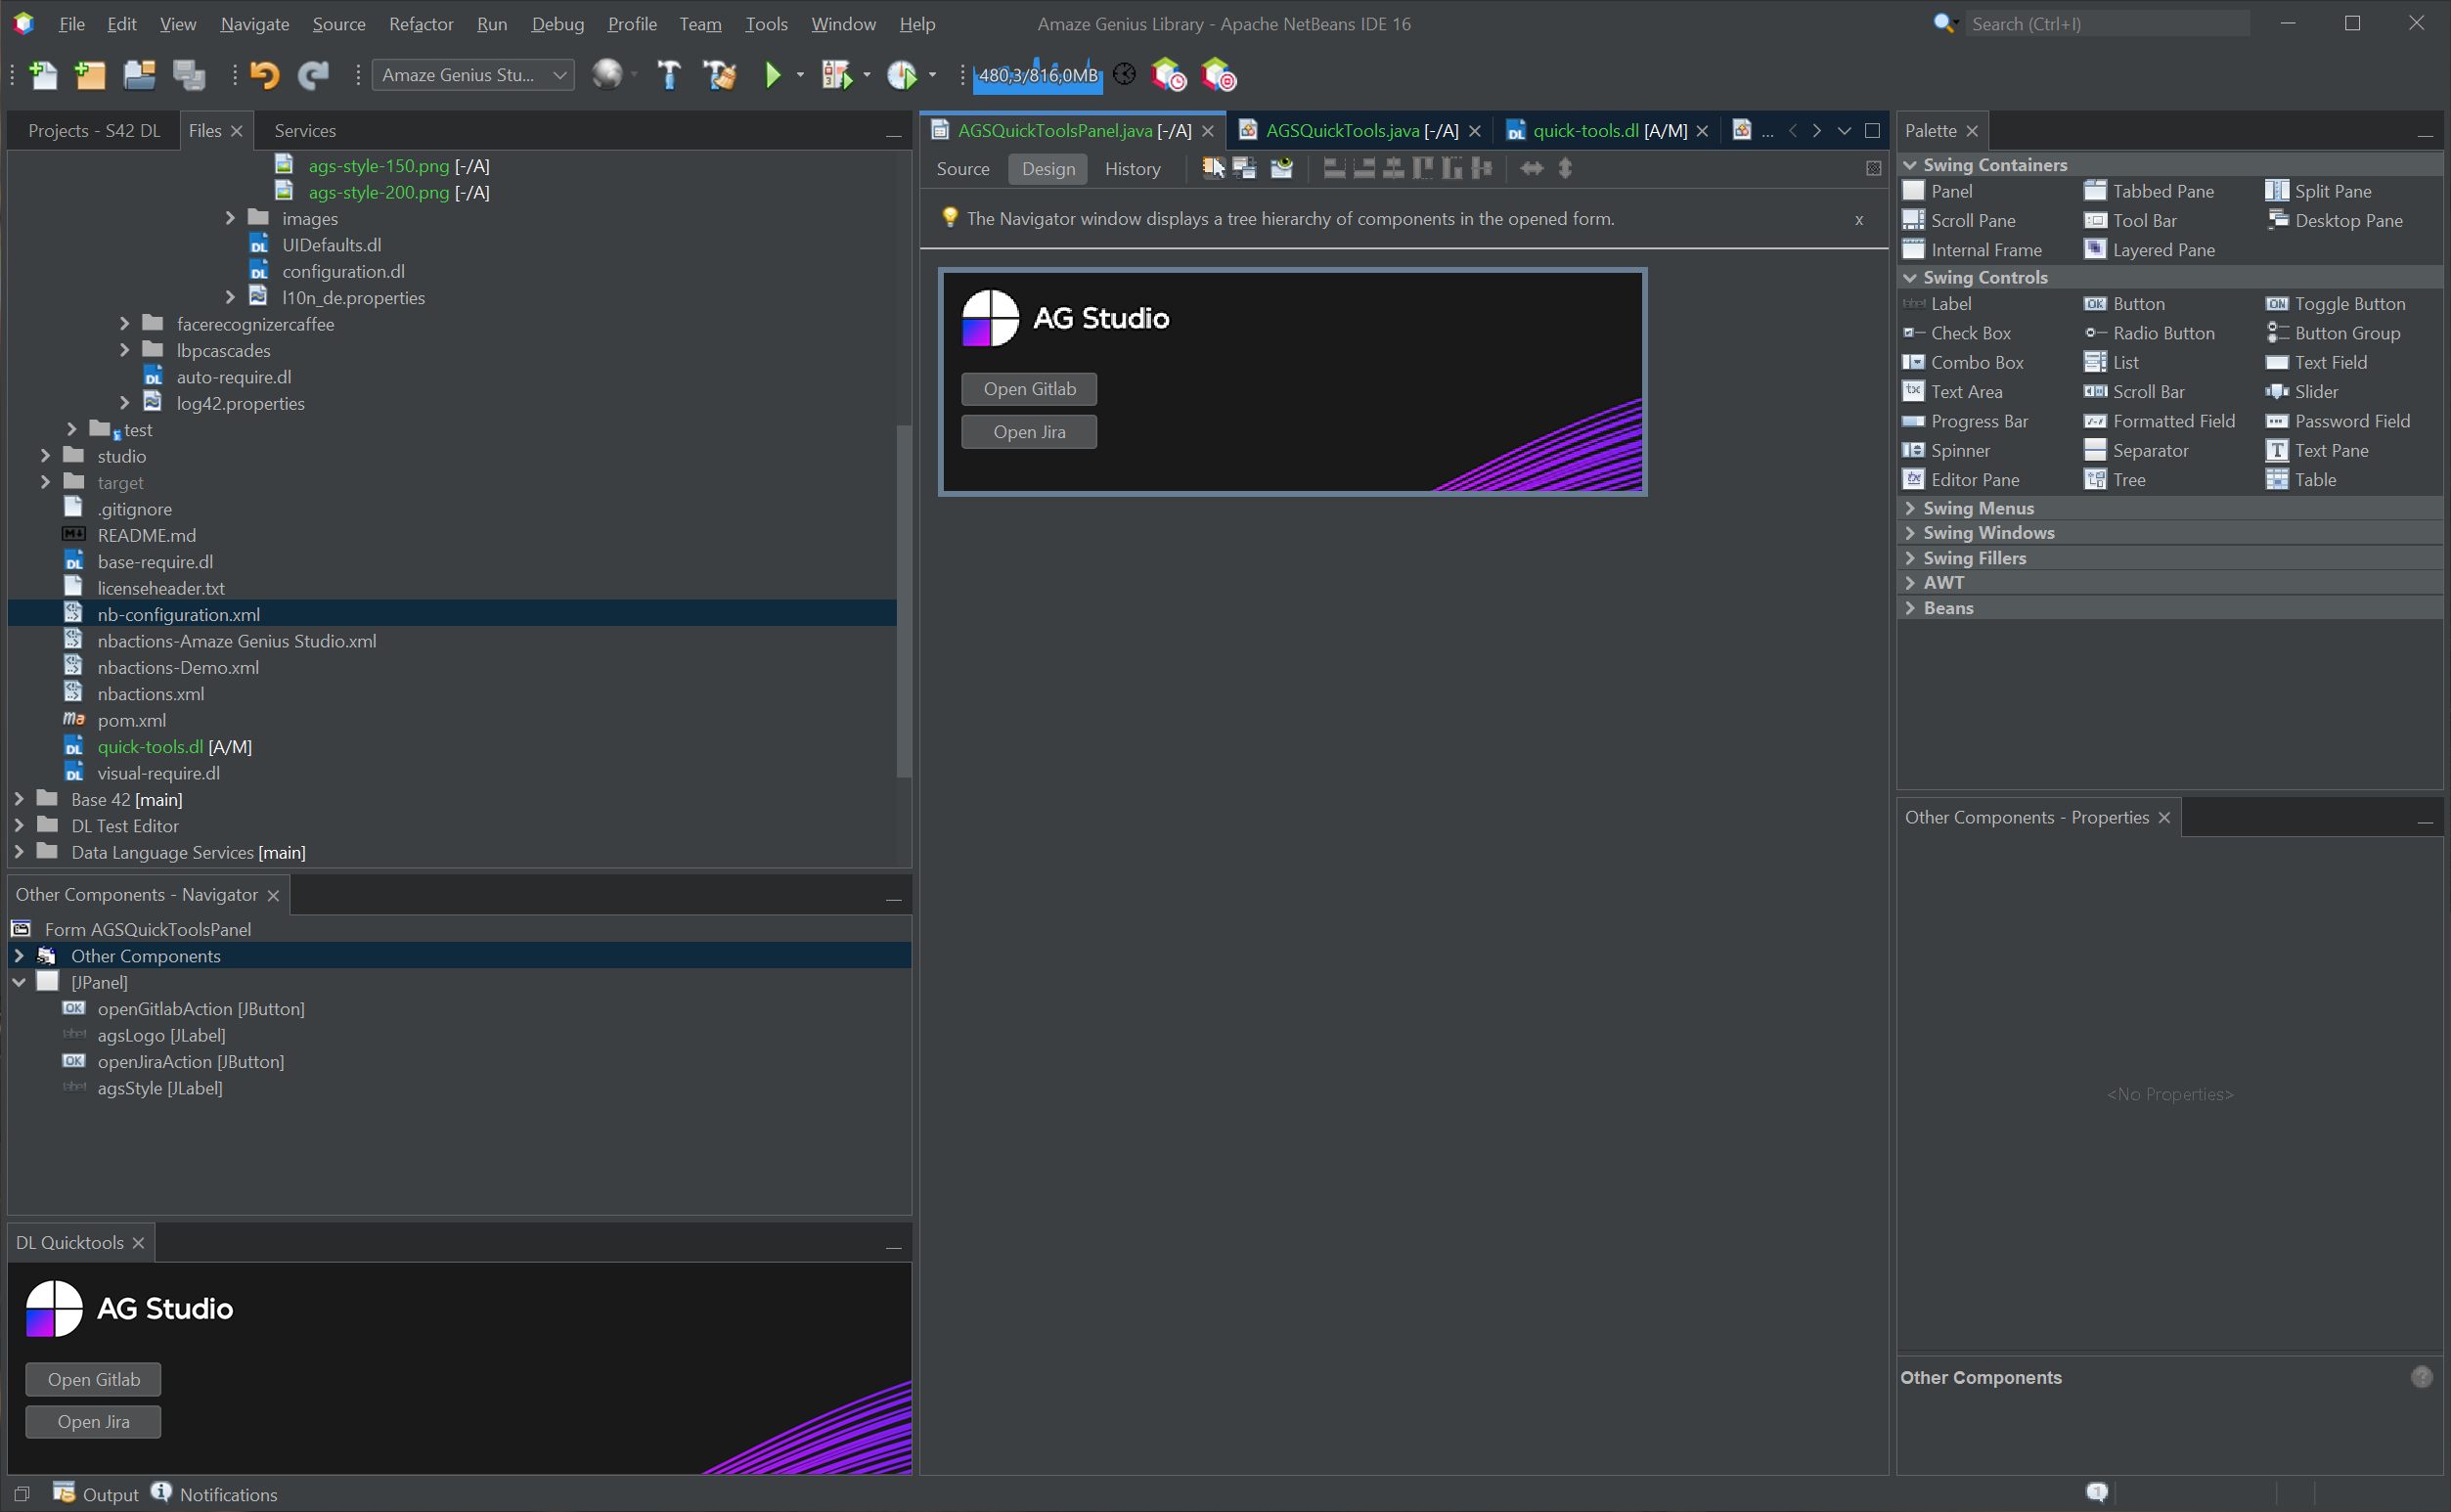 File Edit View Navigate Source Refactor Run Debug Profile Team Tools Window Help
Amaze Genius Library - Apache NetBeans IDE 16
Search (Ctrl+I)
Amaze Genius Stu...
480,3/816,0MB
Projects - S42 DL
Files
Services
ags-style-150.png [-/A]
ags-style-200.png [-/A]
images
UIDefaults.dl
configuration.dl
l10n_de.properties
facerecognizercaffee
lbpcascades
auto-require.dl
log42.properties
test
studio
target
.gitignore
README.md
base-require.dl
licenseheader.txt
nb-configuration.xml
nbactions-Amaze Genius Studio.xml
nbactions-Demo.xml
nbactions.xml
pom.xml
quick-tools.dl [A/M]
visual-require.dl
Base 42 [main]
DL Test Editor
Data Language Services [main]
Other Components - Navigator
Form AGSQuickToolsPanel
Other Components
[JPanel]
openGitlabAction [JButton]
agsLogo [JLabel]
openJiraAction [JButton]
agsStyle [JLabel]
DL Quicktools
AG Studio
Open Gitlab
Open Jira
Output
Notifications
AGSQuickToolsPanel.java [-/A]
AGSQuickTools.java [-/A]
quick-tools.dl [A/M]
...
Source Design History
The Navigator window displays a tree hierarchy of components in the opened form.
x
AG Studio
Open Gitlab
Open Jira
Palette
Swing Containers
Panel Tabbed Pane Split Pane
Scroll Pane Tool Bar Desktop Pane
Internal Frame Layered Pane
Swing Controls
Label Button Toggle Button
Check Box Radio Button Button Group
Combo Box List Text Field
Text Area Scroll Bar Slider
Progress Bar Formatted Field Password Field
Spinner Separator Text Pane
Editor Pane Tree Table
Swing Menus
Swing Windows
Swing Fillers
AWT
Beans
Other Components - Properties
<No Properties>
Other Components
?
1